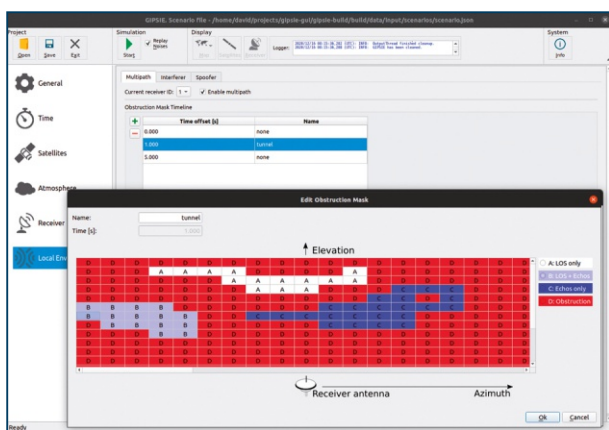 GIPSIE. Scenario file - /home/david/projects/gipsie-gui/gipsie-build/build/data/input/scenarios/scenario.json
Project
Simulation
Display
System
Open
Save
Exit
Start
Replay
Noises
Logger:
Info
General
Time
Satellites
Atmosphere
Receiver
Local Env
Multipath Interferer Spoofer
Current receiver ID: 1 Enable multipath
Obstruction Mask Timeline
Time offset [s] Name
0.000 none
1.000 tunnel
5.000 none
Edit Obstruction Mask
Name: tunnel
Time [s]: 1.000
Elevation
D D D D D D D D D D D D D D D D D D D
D D D A A A A D D D D A D D D D D D D
D D D D D D A A A A A A D D D D D D D
D D D D D D D A A A D D D C C C D D D
D D D D D D D D D D D D C C D C D D D
B B B B D D D D D D C C C C C C D D D
B B B B B D D C C C C C C C D D D D D
D B B B B D D D D D C C C C D D D D D
D D D B B D D D D D D D D D D D D D D
D D D D D D D D D D D D D D D D D D D
D D D D D D D D D D D D D D D D D D D
D D D D D D D D D D D D D D D D D D D
A: LOS only
B: LOS + Echos
C: Echos only
D: Obstruction
Receiver antenna
Azimuth
Ok
Cancel
Ready